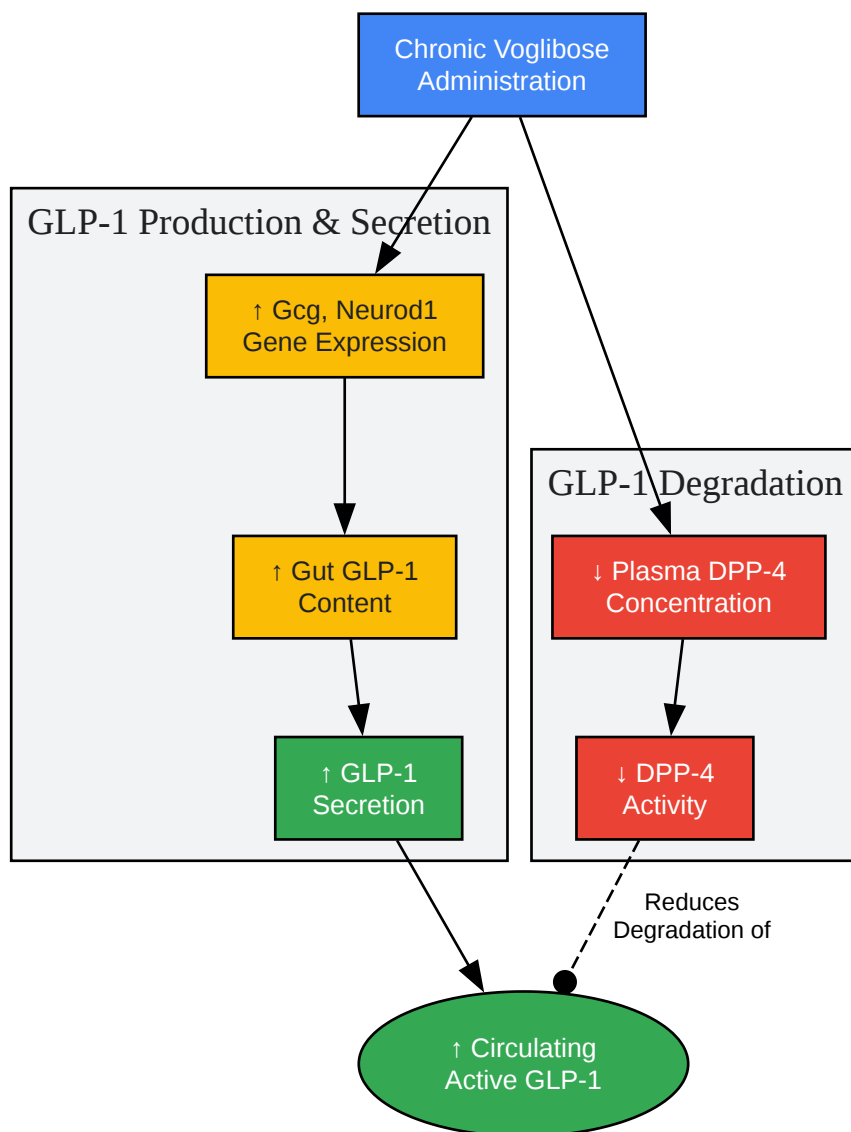 Chronic Voglibose
Administration
GLP-1 Production & Secretion
↑ Gcg, Neurod1
Gene Expression
↑ Gut GLP-1
Content
↑ GLP-1
Secretion
GLP-1 Degradation
↓ Plasma DPP-4
Concentration
↓ DPP-4
Activity
Reduces
Degradation of
↑ Circulating
Active GLP-1